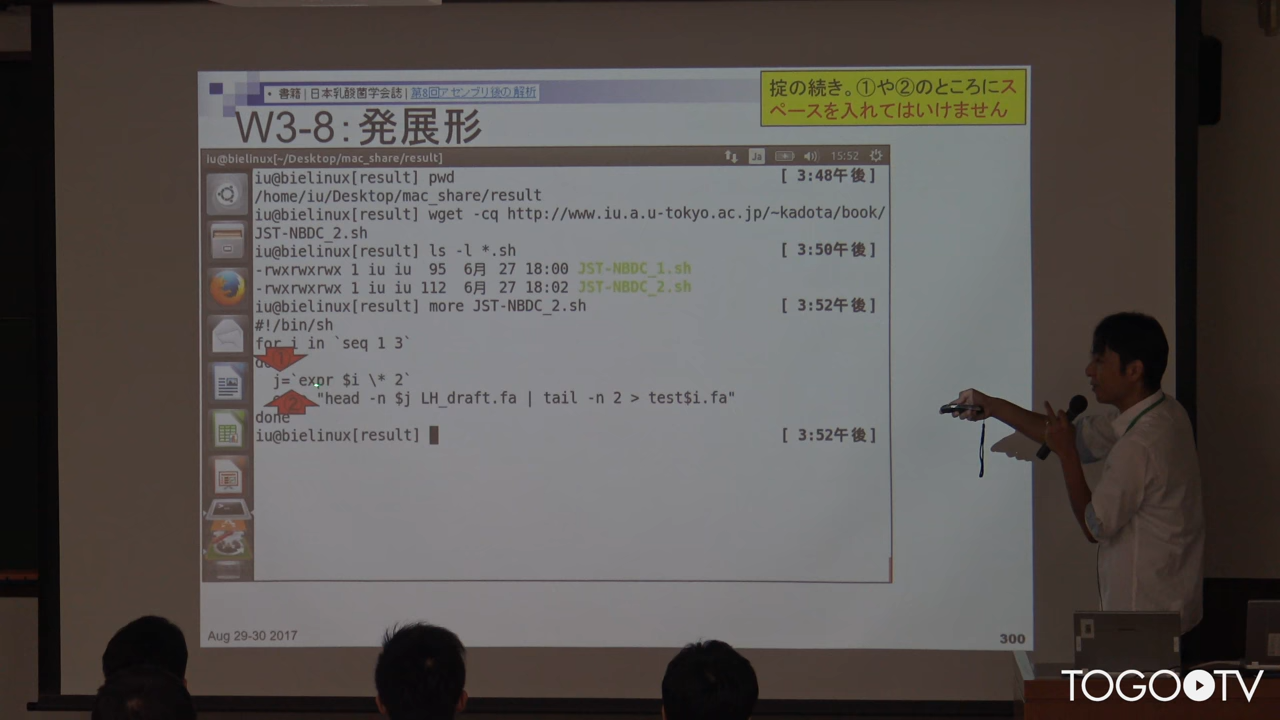 • 書籍 | 日本乳酸菌学会誌 | 第8回アセンブリ後の解析
掟の続き。①や②のところにス
ペースを入れてはいけません
W3-8：発展形
iu@bielinux[~/Desktop/mac_share/result]
Ja
15:52
iu@bielinux[result] pwd [ 3:48午後]
/home/iu/Desktop/mac_share/result
iu@bielinux[result] wget -cq http://www.iu.a.u-tokyo.ac.jp/~kadota/book/
JST-NBDC_2.sh
iu@bielinux[result] ls -l *.sh [ 3:50午後]
-rwxrwxrwx 1 iu iu 95 6月 27 18:00 JST-NBDC_1.sh
-rwxrwxrwx 1 iu iu 112 6月 27 18:02 JST-NBDC_2.sh
iu@bielinux[result] more JST-NBDC_2.sh [ 3:52午後]
#!/bin/sh
for i in `seq 1 3`
①
j=`expr $i \* 2`
② "head -n $j LH_draft.fa | tail -n 2 > test$i.fa"
done
iu@bielinux[result] [ 3:52午後]
Aug 29-30 2017
300
TOGO TV